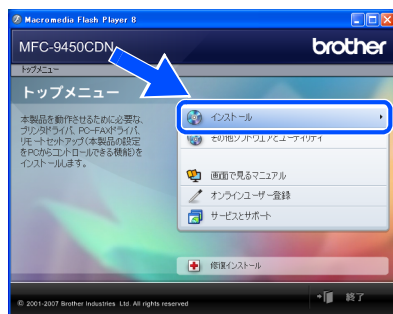 Macromedia Flash Player 8
MFC-9450CDN
brother
トップメニュー
トップメニュー
本製品を動作させるために必要な、
プリンタドライバ、PC-FAXドライバ、
リモートセットアップ(本製品の設定
をPCからコントロールできる機能)を
インストールします。
インストール
その他ソフトウェアとユーティリティ
画面で見るマニュアル
オンラインユーザー登録
サービスとサポート
修復インストール
© 2001-2007 Brother Industries Ltd. All rights reserved
終了